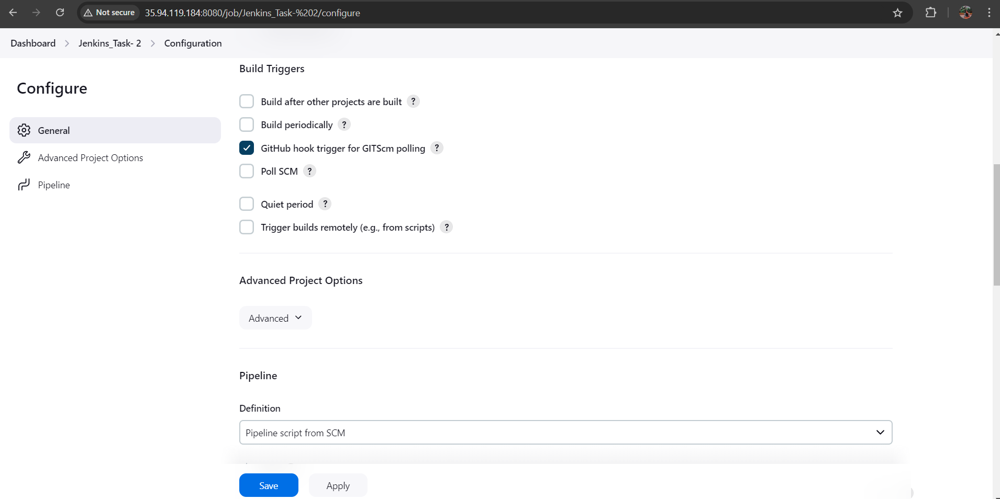 Not secure 35.94.119.184:8080/job/Jenkins_Task-%202/configure
Dashboard > Jenkins_Task- 2 > Configuration
Configure
General
Advanced Project Options
Pipeline
Build Triggers
Build after other projects are built ?
Build periodically ?
GitHub hook trigger for GITScm polling ?
Poll SCM ?
Quiet period ?
Trigger builds remotely (e.g., from scripts) ?
Advanced Project Options
Advanced
Pipeline
Definition
Pipeline script from SCM
Save Apply